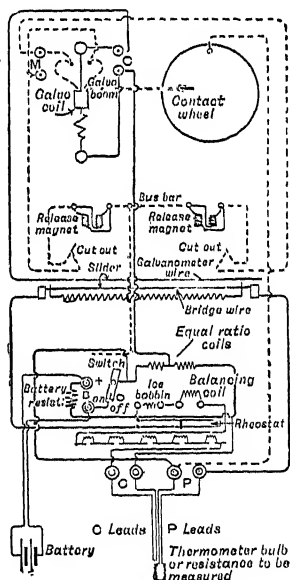 M
G
Galvo boom
Galvo coil
Contact wheel
Bus bar
Release magnet
Release magnet
Cut out
Cut out
Slider
Galvanometer wire
Bridge wire
Equal ratio coils
Switch
+
Battery resist.
B
on
off
Ice bobbin
Balancing coil
Rheostat
C
P
C Leads
P Leads
Battery
Thermometer bulb
or resistance to be
measured